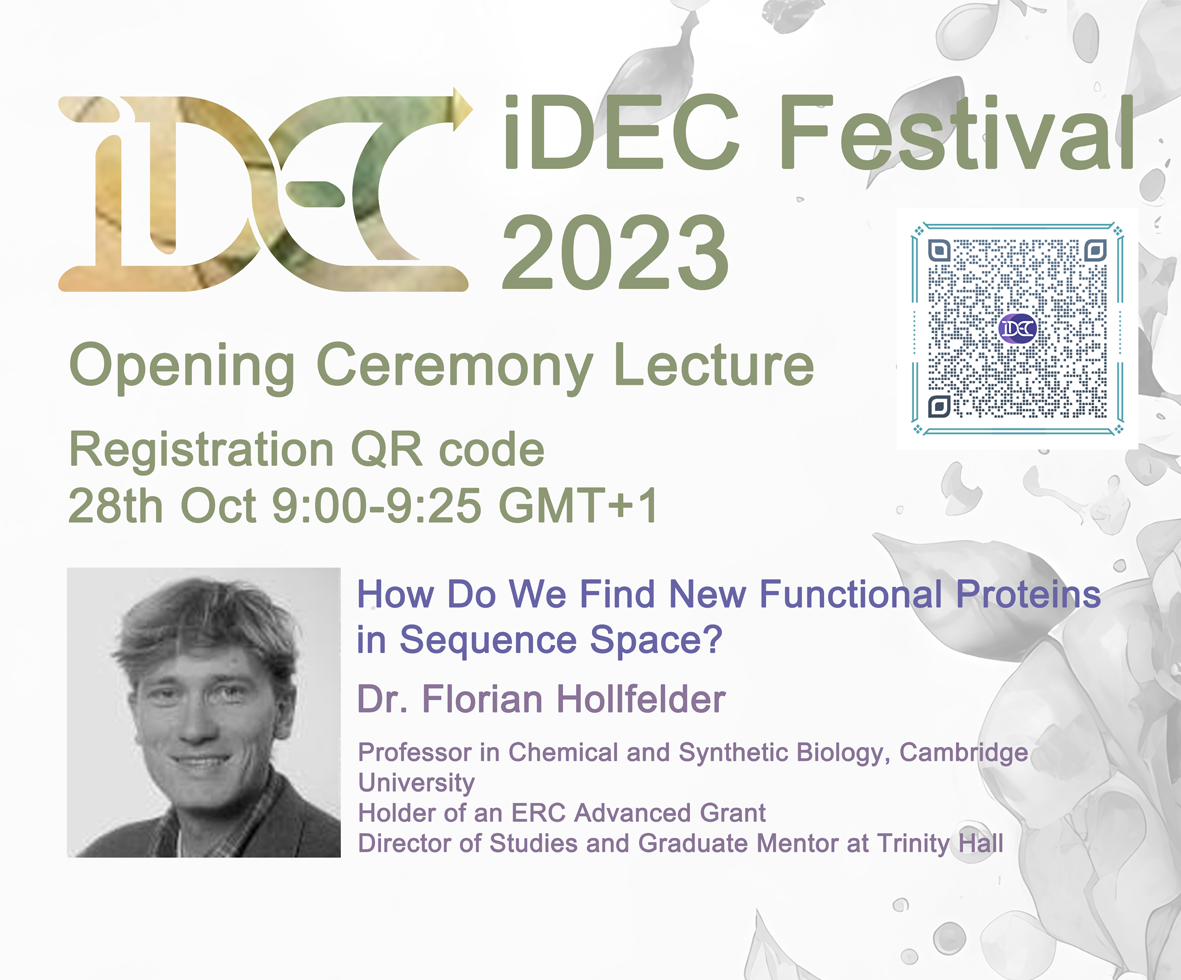 iDEC
iDEC Festival
2023
iDEC
Opening Ceremony Lecture
Registration QR code
28th Oct 9:00-9:25 GMT+1
How Do We Find New Functional Proteins
in Sequence Space?
Dr. Florian Hollfelder
Professor in Chemical and Synthetic Biology, Cambridge
University
Holder of an ERC Advanced Grant
Director of Studies and Graduate Mentor at Trinity Hall